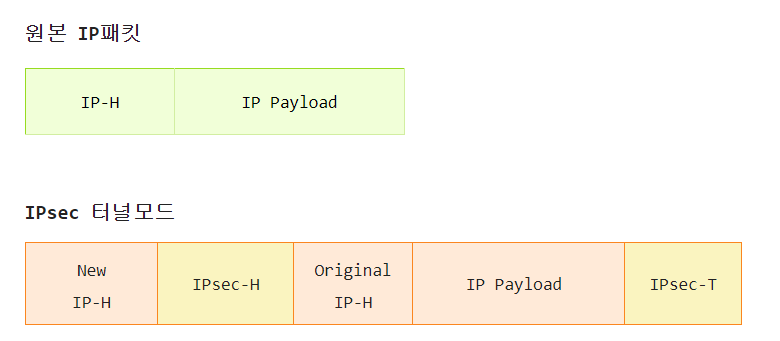 원본 IP패킷
IP-H
IP Payload
IPsec 터널모드
New
IP-H
IPsec-H
Original
IP-H
IP Payload
IPsec-T